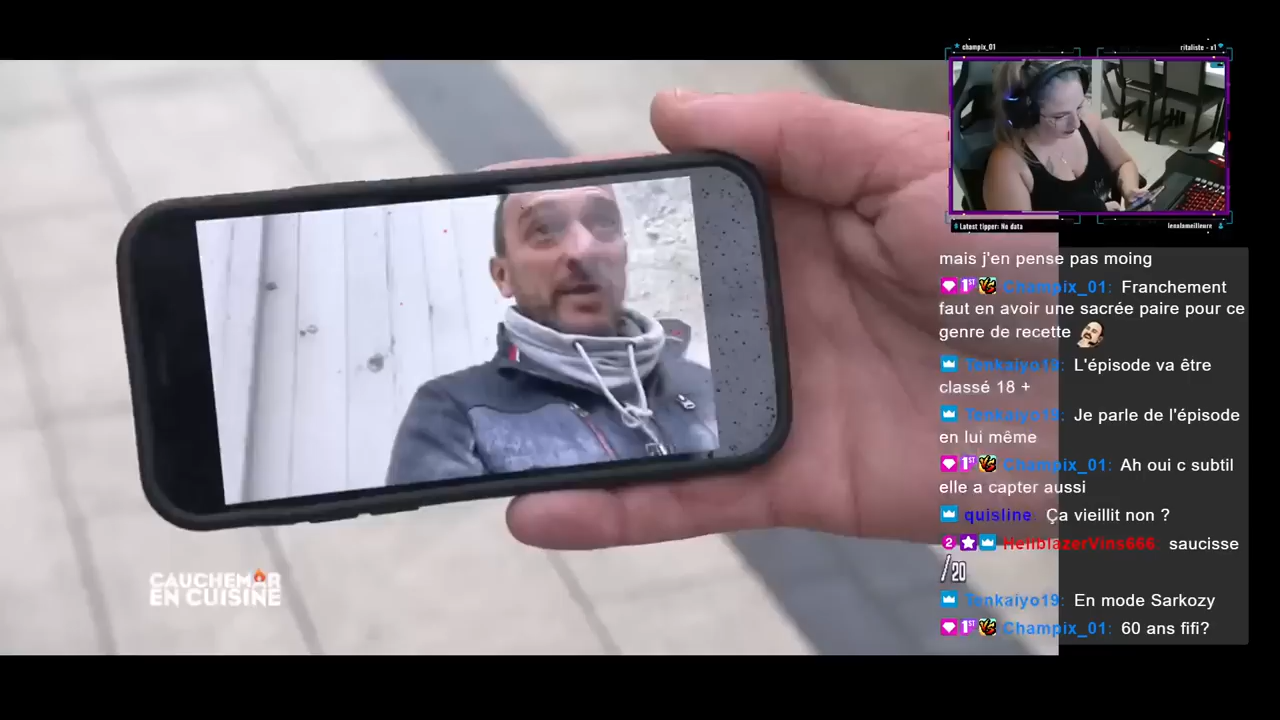 champix_01
ritaliste - x1
Latest tipper: No data
lenalameilleure
mais j'en pense pas moing
Champix_01: Franchement
faut en avoir une sacrée paire pour ce
genre de recette
Tenkaiyo19: L'épisode va être
classé 18 +
Tenkaiyo19: Je parle de l'épisode
en lui même
Champix_01: Ah oui c subtil
elle a capter aussi
quisline: Ça vieillit non ?
HellblazerVins666: saucisse
/20
Tenkaiyo19: En mode Sarkozy
Champix_01: 60 ans fifi?
CAUCHEMAR
EN CUISINE